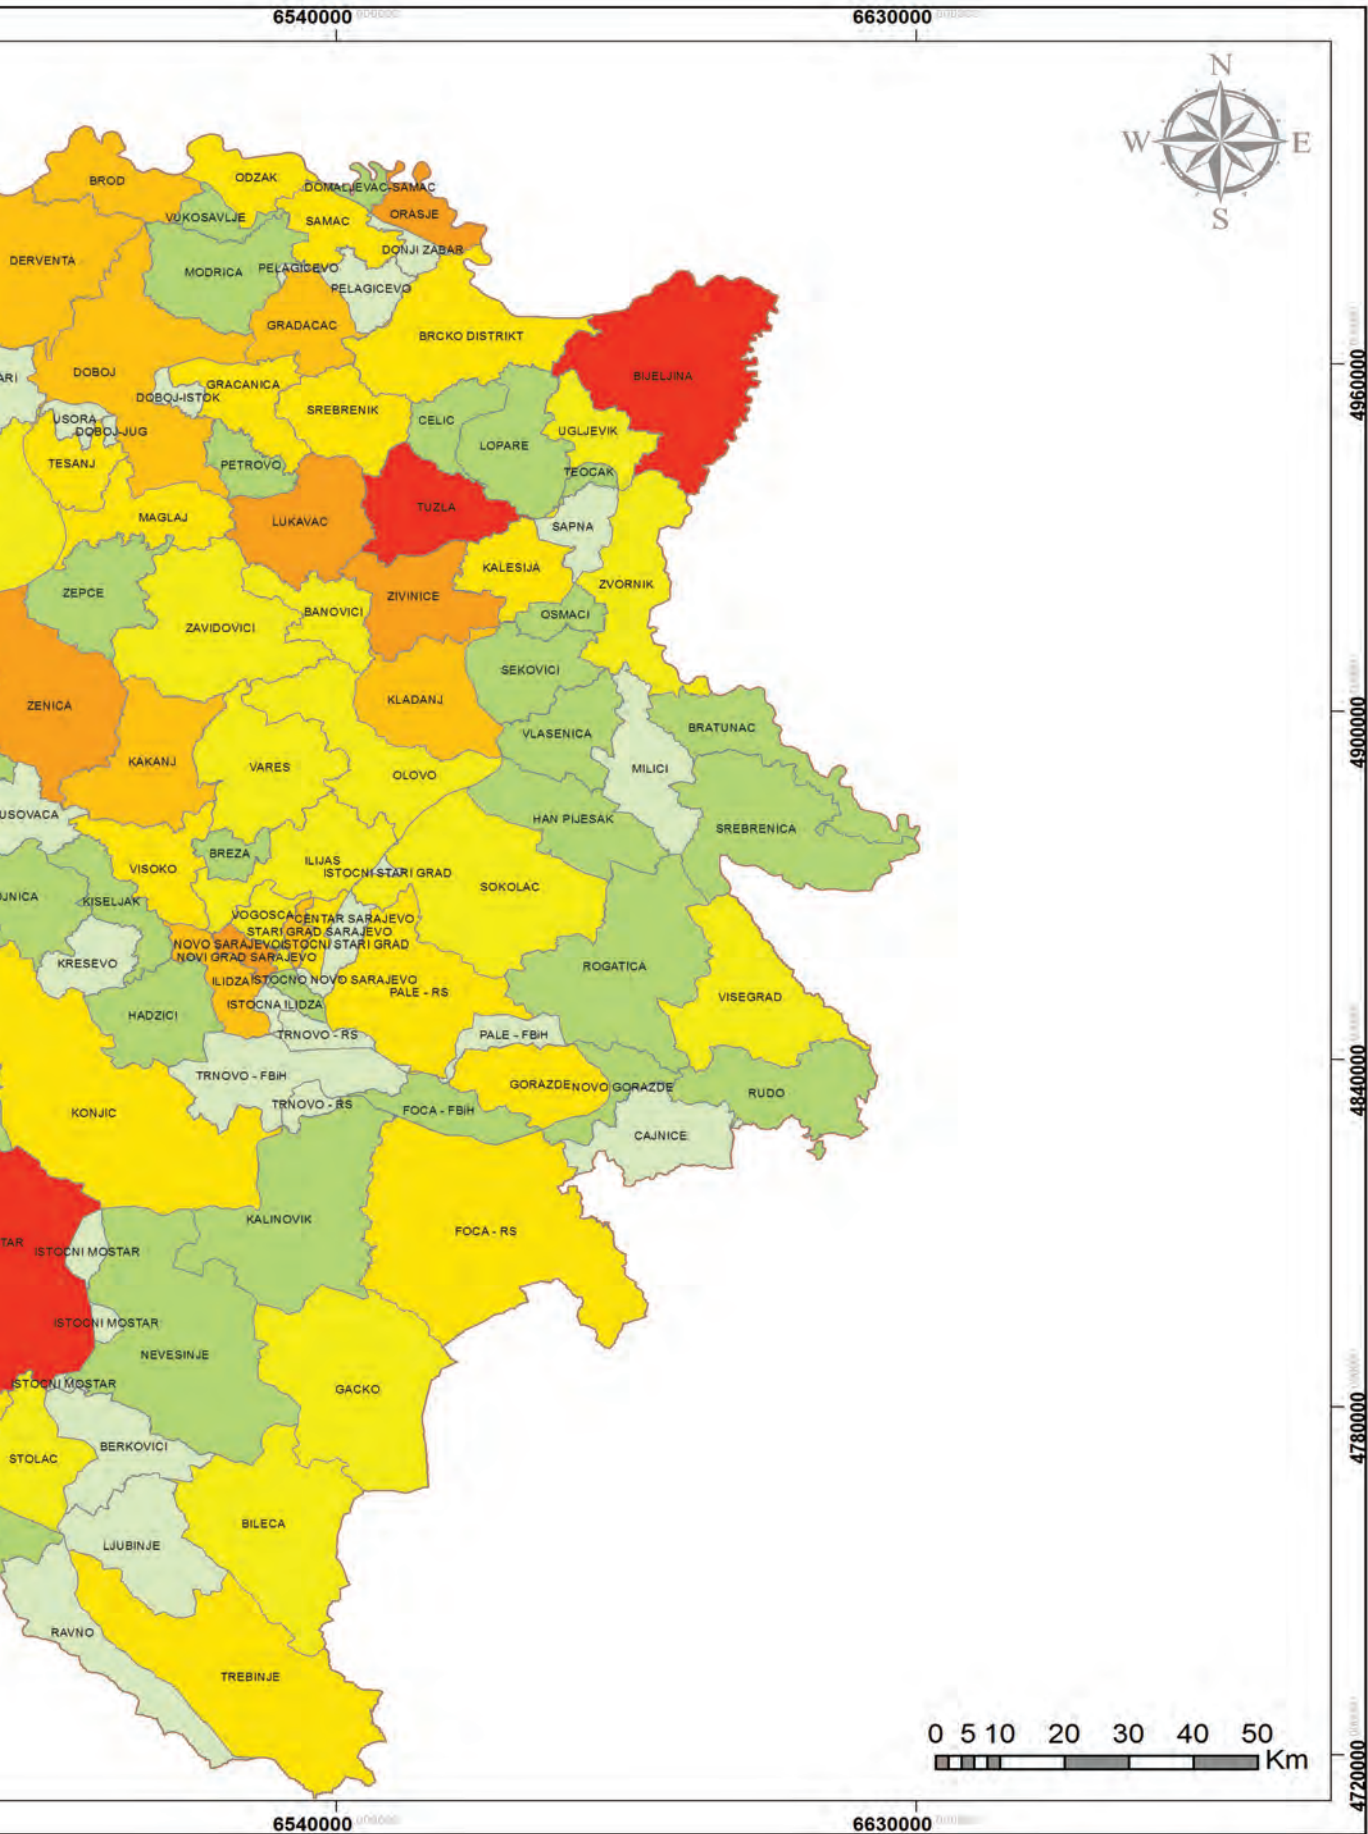 6540000
6630000
N
W
E
S
BROD
ODZAK
DOMALJEVAC-SAMAC
VUKOSAVLJE
SAMAC
ORASJE
DERVENTA
DONJI ZABAR
MODRICA
PELAGICEVO
PELAGICEVO
GRADACAC
BRCKO DISTRIKT
4960000
ARI
DOBOJ
BIJELJINA
DOBOJ-ISTOK
GRACANICA
SREBRENIK
CELIC
USORA
DOBOJ-JUG
UGLJEVIK
LOPARE
TESANJ
PETROVO
TEOCAK
TUZLA
MAGLAJ
LUKAVAC
SAPNA
KALESIJA
ZEPCE
ZIVINICE
ZVORNIK
BANOVICI
OSMACI
ZAVIDOVICI
SEKOVICI
ZENICA
KLADANJ
4900000
BRATUNAC
VLASENICA
KAKANJ
VARES
MILICI
OLOVO
USOVACA
HAN PIJESAK
SREBRENICA
BREZA
ILIJAS
VISOKO
ISTOCNI STARI GRAD
SOKOLAC
JNICA
KISELJAK
VOGOSCA
CENTAR SARAJEVO
STARI GRAD SARAJEVO
NOVO SARAJEVO
ISTOCNI STARI GRAD
NOVI GRAD SARAJEVO
KRESEVO
ROGATICA
ILIDZA
ISTOCNO NOVO SARAJEVO
PALE - RS
VISEGRAD
ISTOCNA ILIDZA
HADZICI
TRNOVO - RS
PALE - FBiH
4840000
TRNOVO - FBiH
GORAZDE
NOVO GORAZDE
RUDO
TRNOVO - RS
FOCA - FBiH
KONJIC
CAJNICE
KALINOVIK
FOCA - RS
TAR
ISTOCNI MOSTAR
ISTOCNI MOSTAR
NEVESINJE
ISTOCNI MOSTAR
GACKO
4780000
BERKOVICI
STOLAC
BILECA
LJUBINJE
RAVNO
TREBINJE
0 5 10 20 30 40 50
Km
4720000
6540000
6630000